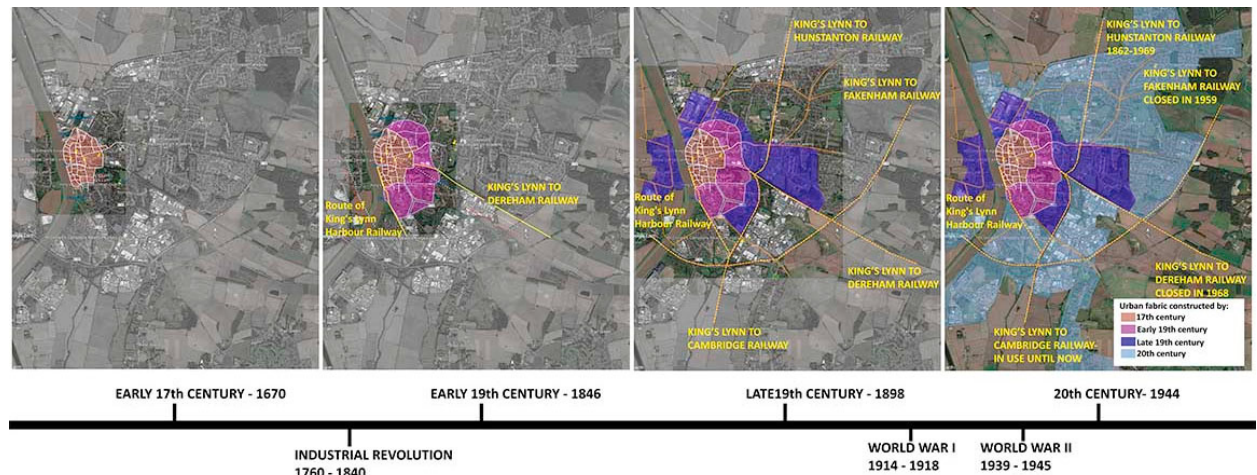 Route of
King's Lynn
Harbour Railway
KING'S LYNN TO
DEREHAM RAILWAY
KING'S LYNN TO
HUNSTANTON RAILWAY
KING'S LYNN TO
FAKENHAM RAILWAY
Route of
King's Lynn
Harbour Railway
KING'S LYNN TO
DEREHAM RAILWAY
KING'S LYNN TO
CAMBRIDGE RAILWAY
KING'S LYNN TO
HUNSTANTON RAILWAY
1862-1969
KING'S LYNN TO
FAKENHAM RAILWAY
CLOSED IN 1959
Route of
King's Lynn
Harbour Railway
KING'S LYNN TO
DEREHAM RAILWAY
CLOSED IN 1968
KING'S LYNN TO
CAMBRIDGE RAILWAY-
IN USE UNTIL NOW
Urban fabric constructed by:
17th century
Early 19th century
Late 19th century
20th century
EARLY 17th CENTURY - 1670
EARLY 19th CENTURY - 1846
LATE19th CENTURY - 1898
20th CENTURY- 1944
INDUSTRIAL REVOLUTION
1760 - 1840
WORLD WAR I
1914 - 1918
WORLD WAR II
1939 - 1945